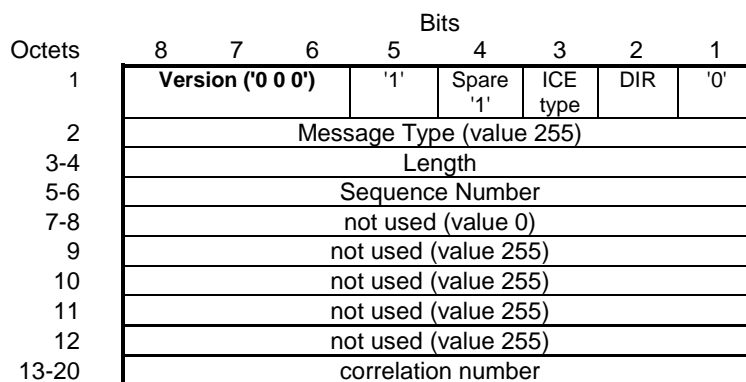 Bits
Octets 8 7 6 5 4 3 2 1
1 Version ('0 0 0') '1' Spare '1' ICE type DIR '0'
2 Message Type (value 255)
3-4 Length
5-6 Sequence Number
7-8 not used (value 0)
9 not used (value 255)
10 not used (value 255)
11 not used (value 255)
12 not used (value 255)
13-20 correlation number